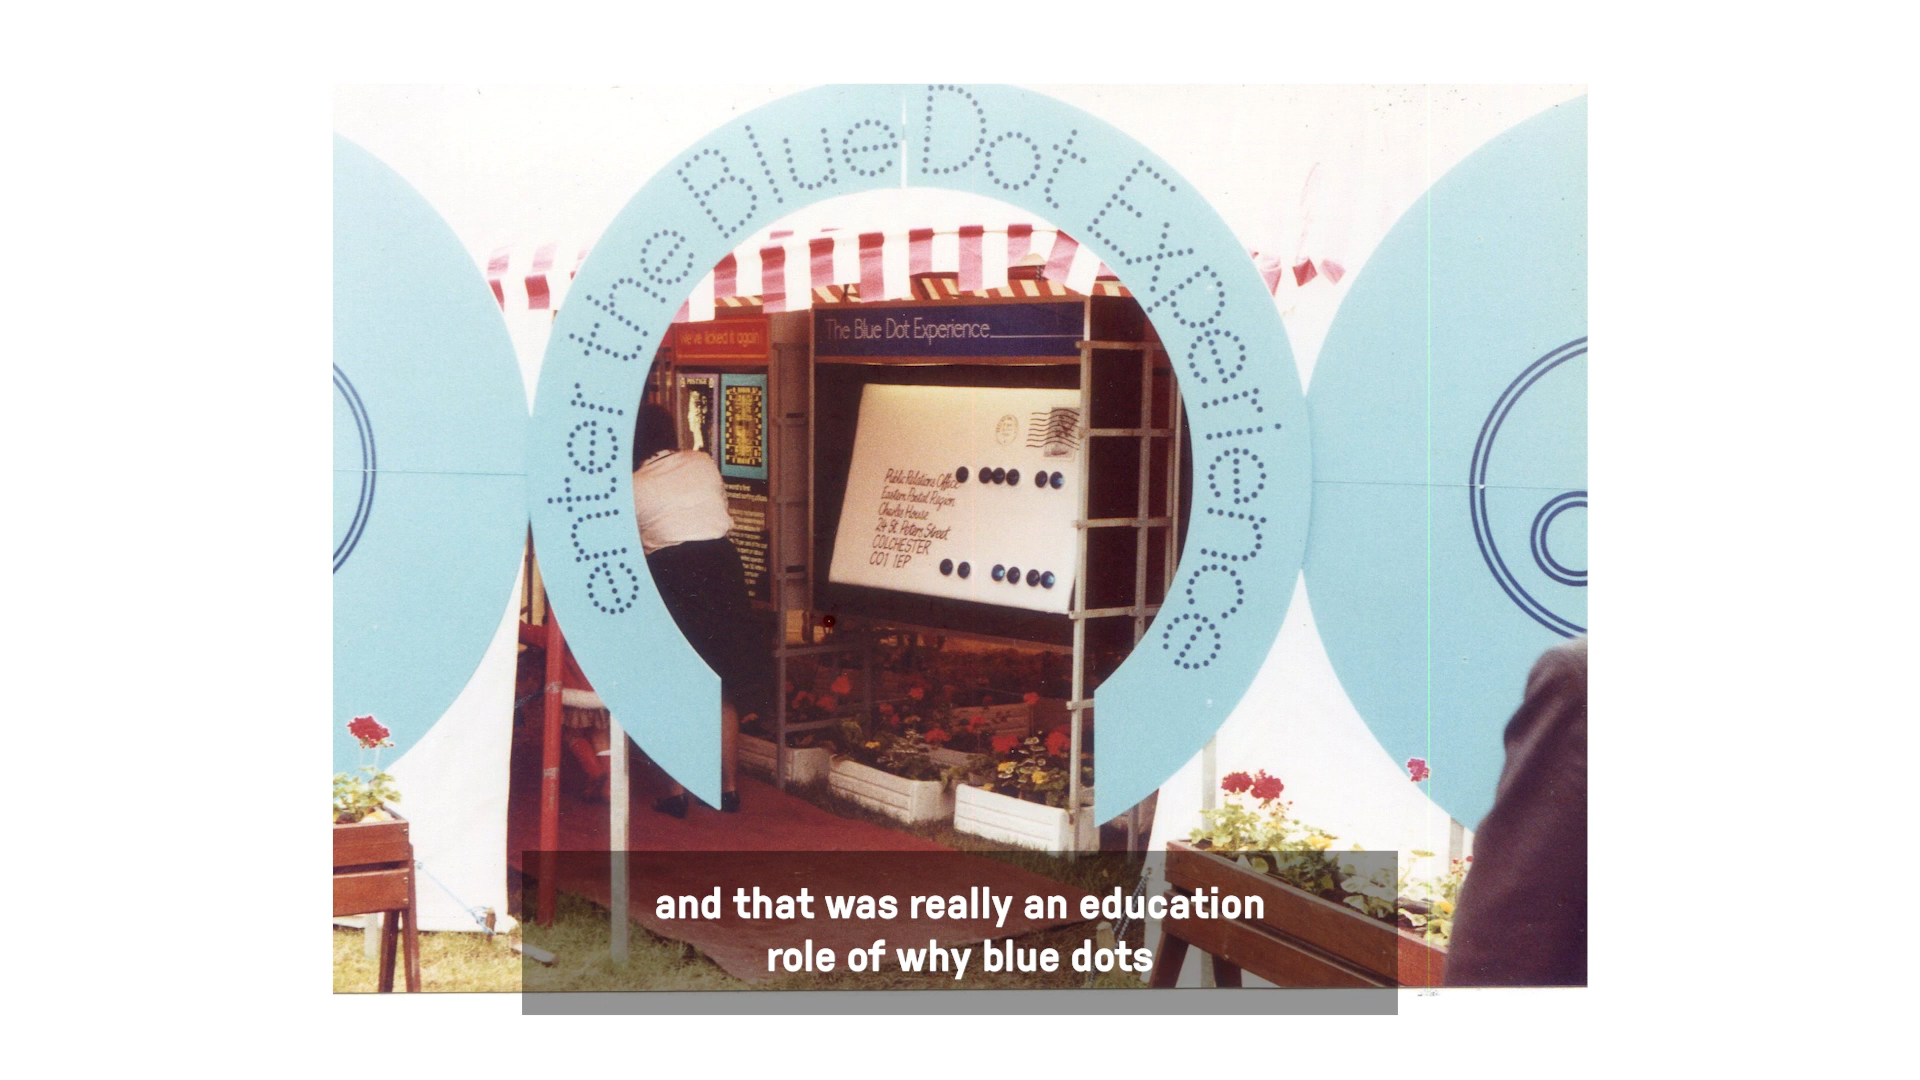 enter the Blue Dot Experience
The Blue Dot Experience
We've licked it again
POSTAGE
Public Relations Office
Eastern Postal Region
Charles House
24 St. Peters Street
COLCHESTER
CO1 1EP
and that was really an education
role of why blue dots